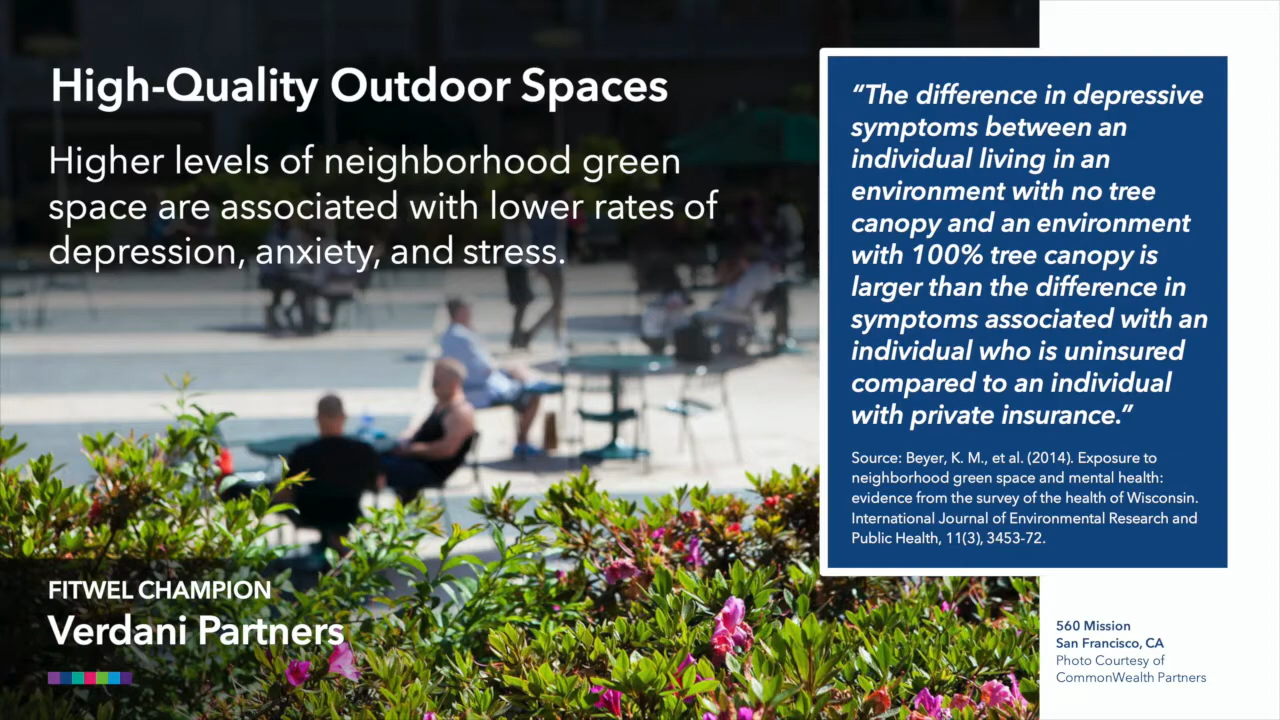 High-Quality Outdoor Spaces
Higher levels of neighborhood green
space are associated with lower rates of
depression, anxiety, and stress.
FITWEL CHAMPION
Verdani Partners
“The difference in depressive
symptoms between an
individual living in an
environment with no tree
canopy and an environment
with 100% tree canopy is
larger than the difference in
symptoms associated with an
individual who is uninsured
compared to an individual
with private insurance.”
Source: Beyer, K. M., et al. (2014). Exposure to
neighborhood green space and mental health:
evidence from the survey of the health of Wisconsin.
International Journal of Environmental Research and
Public Health, 11(3), 3453-72.
560 Mission
San Francisco, CA
Photo Courtesy of
CommonWealth Partners